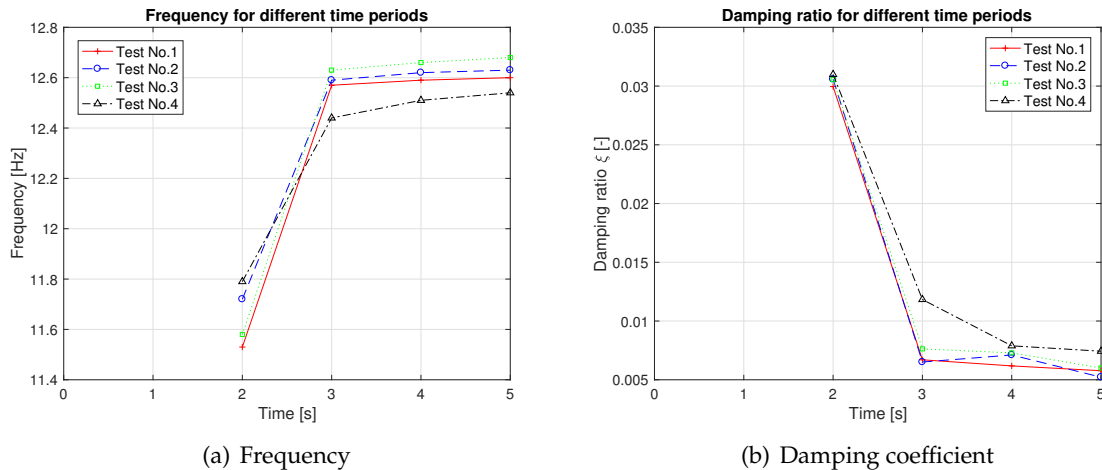 Frequency for different time periods
12.8
12.6
12.4
12.2
12
11.8
11.6
11.4
Frequency [Hz]
Test No.1
Test No.2
Test No.3
Test No.4
0 1 2 3 4 5
Time [s]
(a) Frequency
Damping ratio for different time periods
0.035
0.03
0.025
0.02
0.015
0.01
0.005
Damping ratio ξ [-]
Test No.1
Test No.2
Test No.3
Test No.4
0 1 2 3 4 5
Time [s]
(b) Damping coefficient